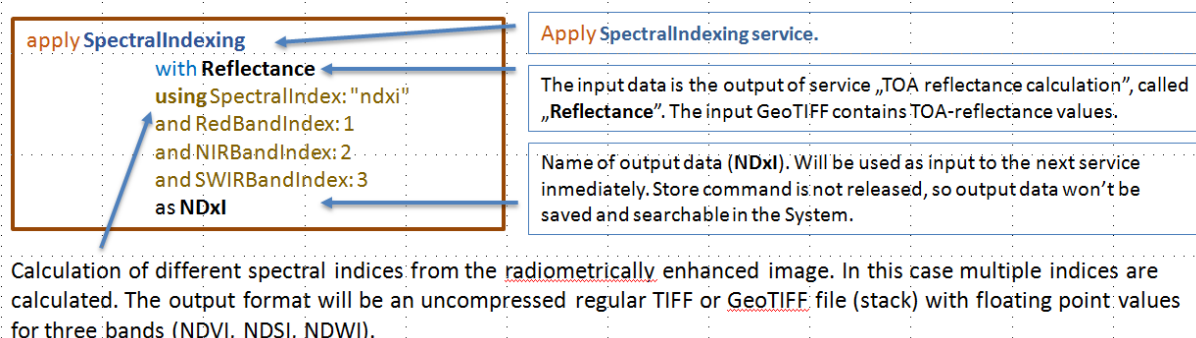 apply SpectralIndexing
with Reflectance
using SpectralIndex: "ndxi"
and RedBandIndex: 1
and NIRBandIndex: 2
and SWIRBandIndex: 3
as NDxI
Apply SpectralIndexing service.
The input data is the output of service „TOA reflectance calculation”, called
„Reflectance”. The input GeoTIFF contains TOA-reflectance values.
Name of output data (NDxI). Will be used as input to the next service
inmediately. Store command is not released, so output data won’t be
saved and searchable in the System.
Calculation of different spectral indices from the radiometrically enhanced image. In this case multiple indices are
calculated. The output format will be an uncompressed regular TIFF or GeoTIFF file (stack) with floating point values
for three bands (NDVI, NDSI, NDWI).